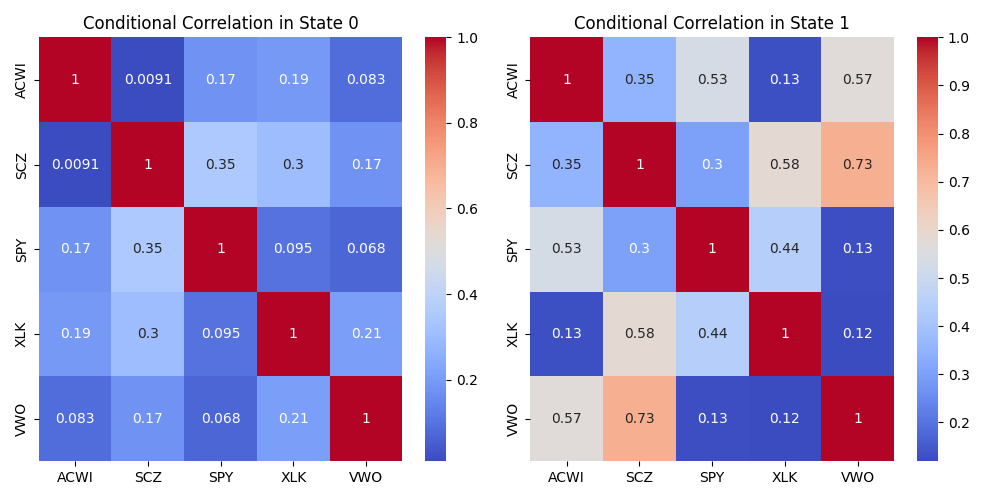 Conditional Correlation in State 0
ACWI 1 0.0091 0.17 0.19 0.083
SCZ 0.0091 1 0.35 0.3 0.17
SPY 0.17 0.35 1 0.095 0.068
XLK 0.19 0.3 0.095 1 0.21
VWO 0.083 0.17 0.068 0.21 1
ACWI SCZ SPY XLK VWO
1.0
0.8
0.6
0.4
0.2
Conditional Correlation in State 1
ACWI 1 0.35 0.53 0.13 0.57
SCZ 0.35 1 0.3 0.58 0.73
SPY 0.53 0.3 1 0.44 0.13
XLK 0.13 0.58 0.44 1 0.12
VWO 0.57 0.73 0.13 0.12 1
ACWI SCZ SPY XLK VWO
1.0
0.9
0.8
0.7
0.6
0.5
0.4
0.3
0.2